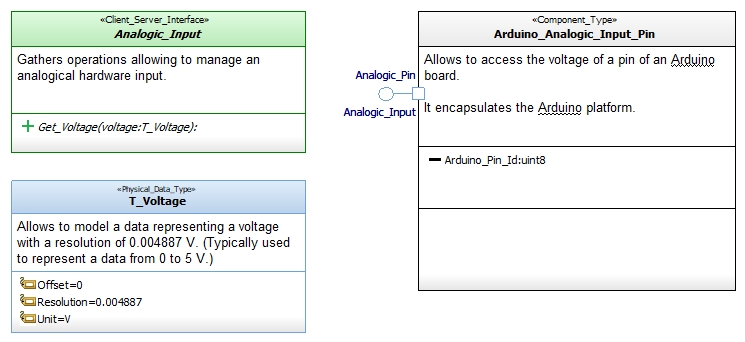 «Client_Server_Interface»
Analogic_Input
Gathers operations allowing to manage an
analogical hardware input.
+ Get_Voltage(voltage:T_Voltage):
«Physical_Data_Type»
T_Voltage
Allows to model a data representing a voltage
with a resolution of 0.004887 V. (Typically used
to represent a data from 0 to 5 V.)
Offset=0
Resolution=0.004887
Unit=V
«Component_Type»
Arduino_Analogic_Input_Pin
Allows to access the voltage of a pin of an Arduino
board.
It encapsulates the Arduino platform.
Analogic_Pin
Analogic_Input
Arduino_Pin_Id:uint8